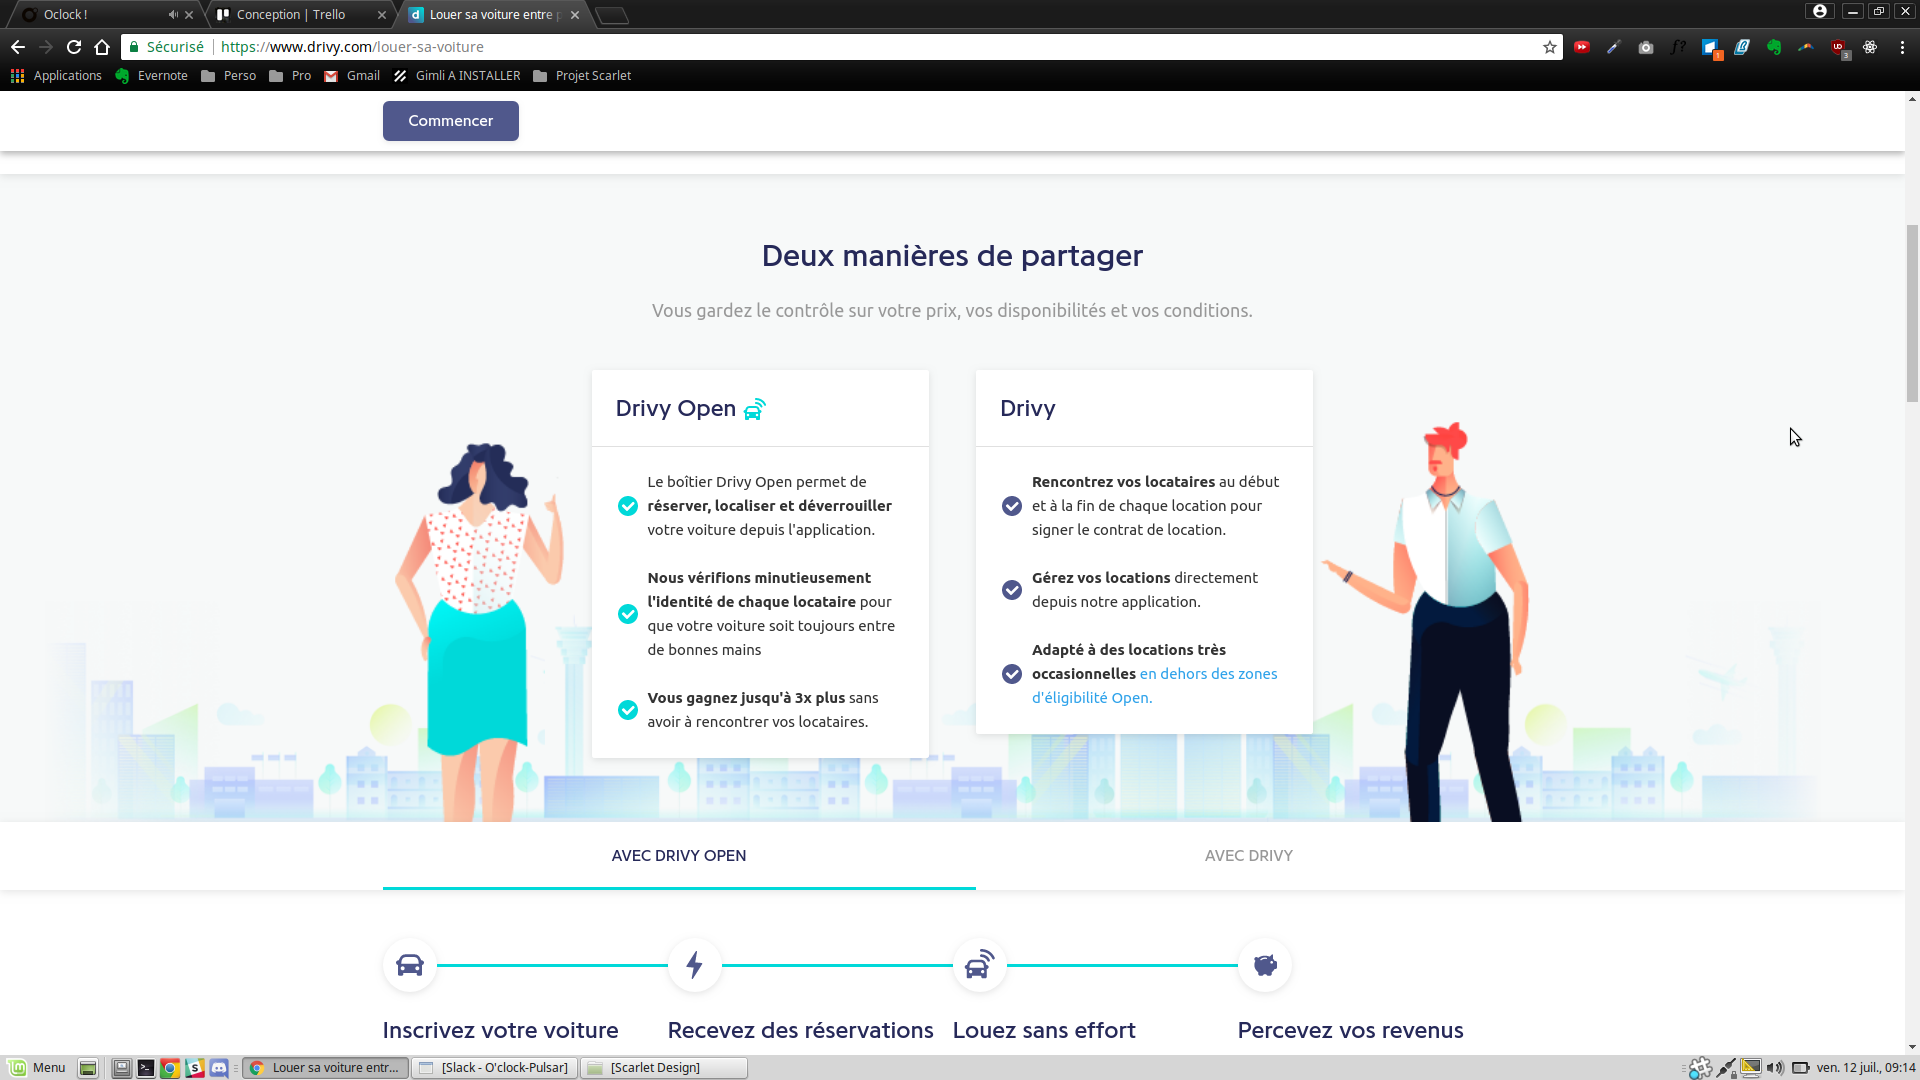 Oclock !
Conception | Trello
Louer sa voiture entre
Sécurisé
https://www.drivy.com/louer-sa-voiture
Applications
Evernote
Perso
Pro
Gmail
Gimli A INSTALLER
Projet Scarlet
Commencer
Deux manières de partager
Vous gardez le contrôle sur votre prix, vos disponibilités et vos conditions.
Drivy Open
Le boîtier Drivy Open permet de
réserver, localiser et déverrouiller
votre voiture depuis l'application.
Nous vérifions minutieusement
l'identité de chaque locataire pour
que votre voiture soit toujours entre
de bonnes mains
Vous gagnez jusqu'à 3x plus sans
avoir à rencontrer vos locataires.
Drivy
Rencontrez vos locataires au début
et à la fin de chaque location pour
signer le contrat de location.
Gérez vos locations directement
depuis notre application.
Adapté à des locations très
occasionnelles en dehors des zones
d'éligibilité Open.
AVEC DRIVY OPEN
AVEC DRIVY
Inscrivez votre voiture
Recevez des réservations
Louez sans effort
Percevez vos revenus
Menu
Louer sa voiture entr...
[Slack - O'clock-Pulsar]
[Scarlet Design]
ven. 12 juil., 09:14